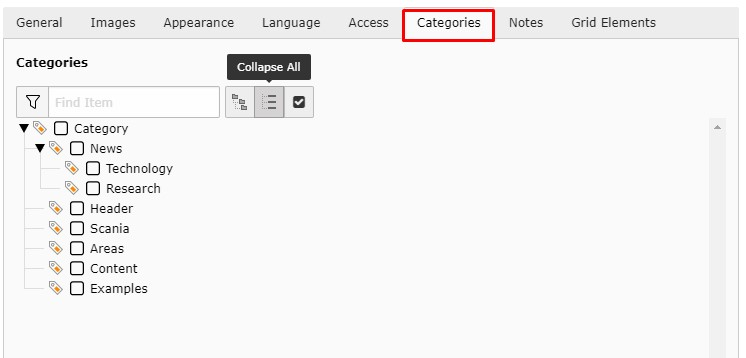 General Images Appearance Language Access Categories Notes Grid Elements
Categories
Collapse All
Find Item
Category
News
Technology
Research
Header
Scania
Areas
Content
Examples